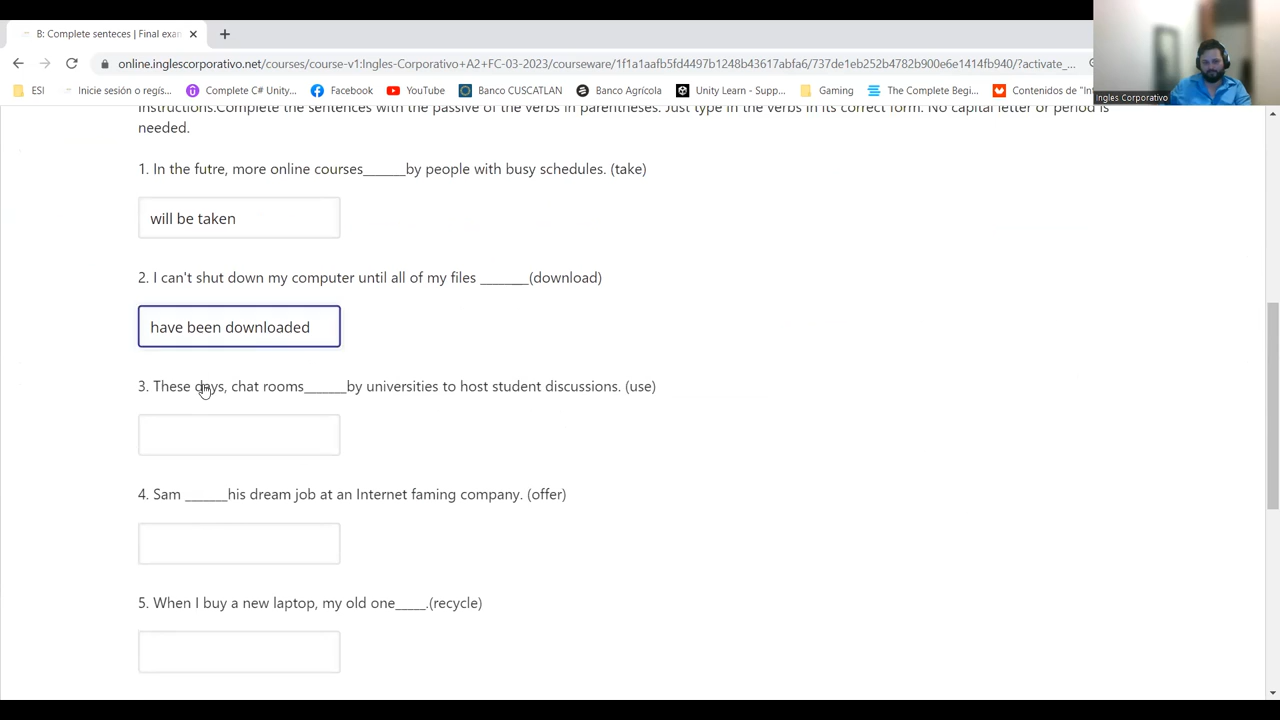 B: Complete senteces | Final exan
online.inglescorporativo.net/courses/course-v1:Ingles-Corporativo+A2+FC-03-2023/courseware/1f1a1aafb5fd4497b1248b43617abfa6/737de1eb252b4782b900e6e1414fb940/?activate_...
ESI
Inicie sesión o regís...
Complete C# Unity...
Facebook
YouTube
Banco CUSCATLAN
Banco Agrícola
Unity Learn - Supp...
Gaming
The Complete Begi...
Contenidos de "Int
Ingles Corporativo
Instructions.Complete the sentences with the passive of the verbs in parentheses. Just type in the verbs in its correct form. No capital letter or period is
needed.
1. In the futre, more online courses______by people with busy schedules. (take)
will be taken
2. I can't shut down my computer until all of my files _______(download)
have been downloaded
3. These days, chat rooms______by universities to host student discussions. (use)
4. Sam ______his dream job at an Internet faming company. (offer)
5. When I buy a new laptop, my old one_____.(recycle)